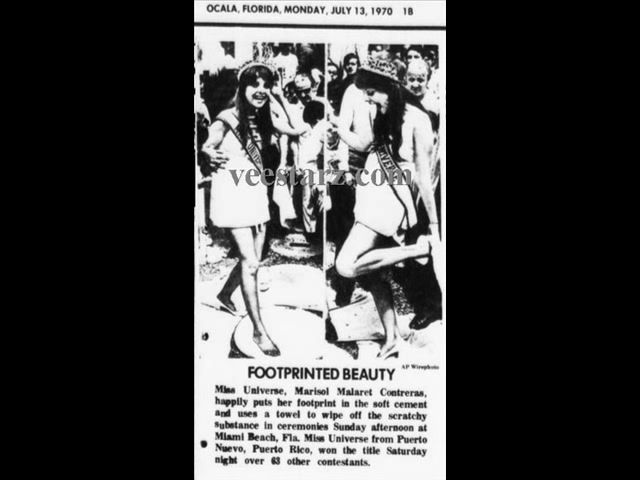 OCALA, FLORIDA, MONDAY, JULY 13, 1970 1B
veestarz.com
AP Wirephoto
FOOTPRINTED BEAUTY
Miss Universe, Marisol Malaret Contreras,
happily puts her footprint in the soft cement
and uses a towel to wipe off the scratchy
substance in ceremonies Sunday afternoon at
Miami Beach, Fla. Miss Universe from Puerto
Nuevo, Puerto Rico, won the title Saturday
night over 63 other contestants.